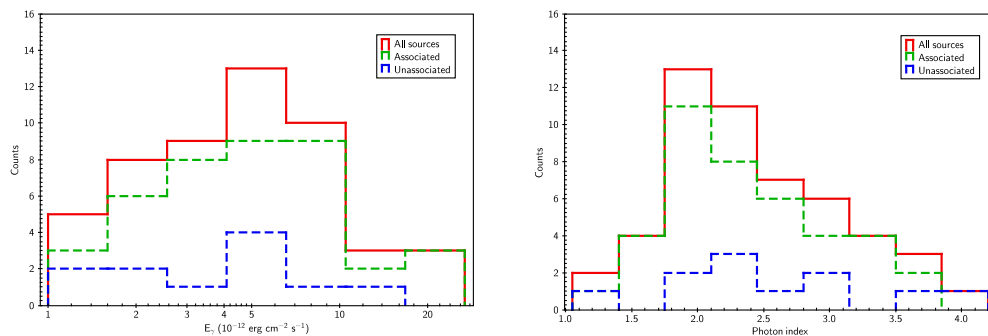 16
14
12
10
8
6
4
2
0
Counts
All sources
Associated
Unassociated
1 2 3 4 5 10 20
Eγ (10⁻¹² erg cm⁻² s⁻¹)
16
14
12
10
8
6
4
2
0
Counts
All sources
Associated
Unassociated
1.0 1.5 2.0 2.5 3.0 3.5 4.0
Photon index